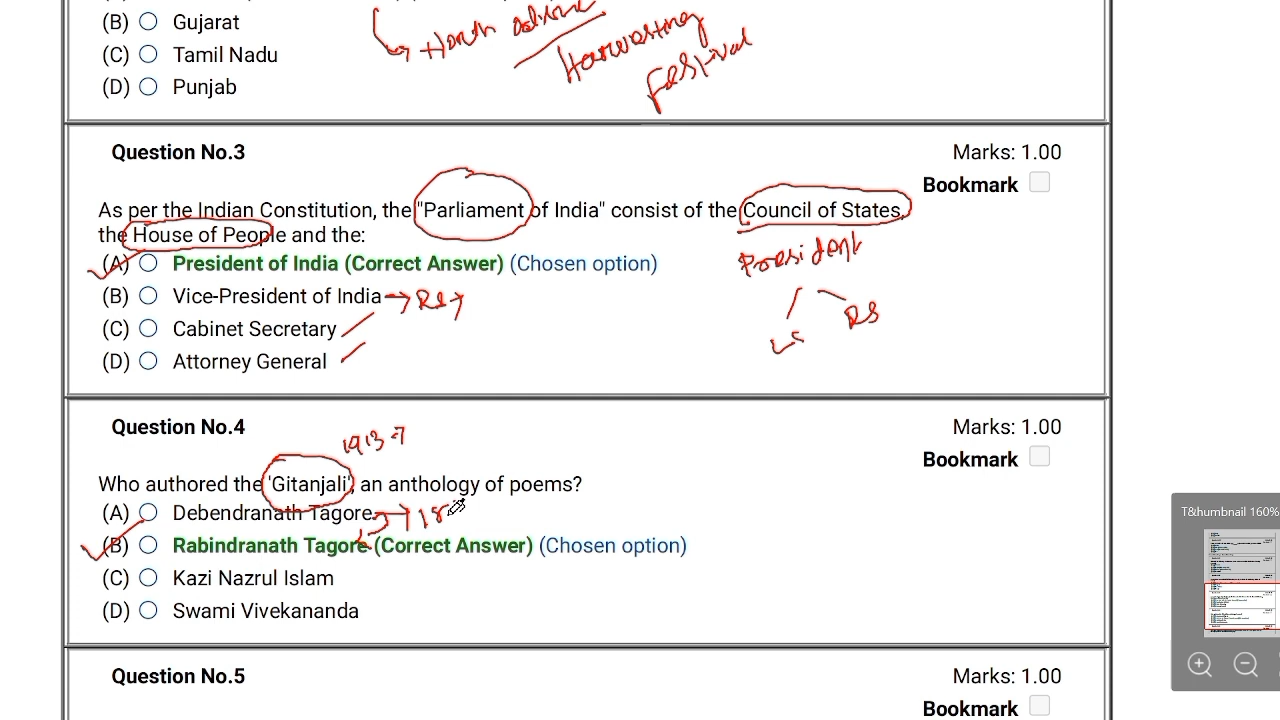 (B) Gujarat
(C) Tamil Nadu
(D) Punjab
Harvesting
Festival
Question No.3 Marks: 1.00
Bookmark
As per the Indian Constitution, the "Parliament of India" consist of the Council of States,
the House of People and the:
(A) President of India (Correct Answer) (Chosen option)
President
(B) Vice-President of India → RS
LS RS
(C) Cabinet Secretary
(D) Attorney General
Question No.4 Marks: 1.00
1913
Bookmark
Who authored the 'Gitanjali', an anthology of poems?
(A) Debendranath Tagore → 18
(B) Rabindranath Tagore (Correct Answer) (Chosen option)
(C) Kazi Nazrul Islam
(D) Swami Vivekananda
T&humbnail 160%
Question No.5 Marks: 1.00
Bookmark